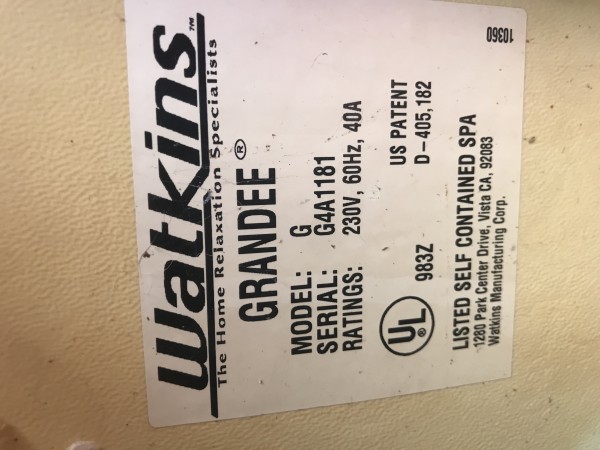 Watkins™
The Home Relaxation Specialists
GRANDEE®
MODEL: G
SERIAL: G4A1181
RATINGS: 230V, 60Hz, 40A
UL®
983Z
US PATENT
D-405,182
LISTED SELF CONTAINED SPA
1280 Park Center Drive, Vista CA, 92083
Watkins Manufacturing Corp.
10360